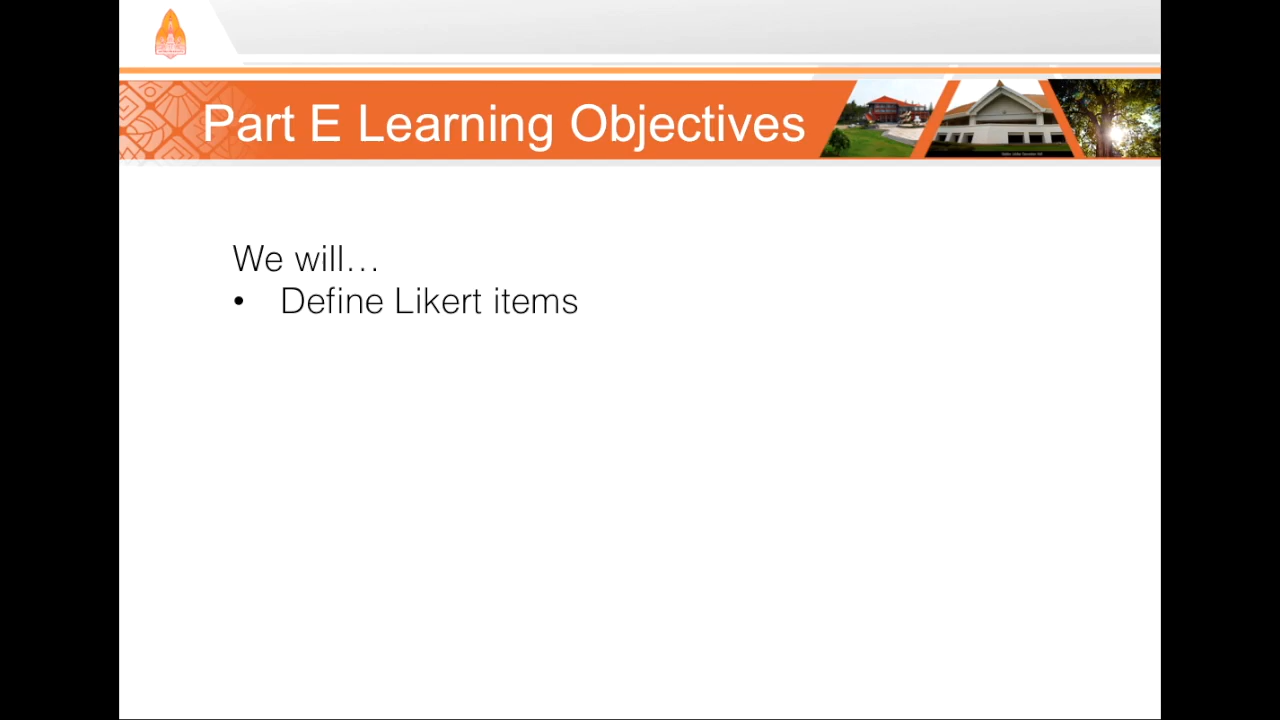 Part E Learning Objectives
We will…
• Define Likert items